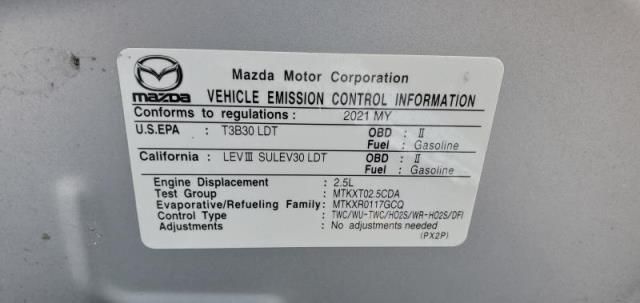 Mazda Motor Corporation
mazda VEHICLE EMISSION CONTROL INFORMATION
Conforms to regulations : 2021 MY
U.S.EPA : T3B30 LDT OBD : II
Fuel : Gasoline
California : LEVIII SULEV30 LDT OBD : II
Fuel : Gasoline
Engine Displacement : 2.5L
Test Group : MTKXT02.5CDA
Evaporative/Refueling Family: MTKXR0117GCQ
Control Type : TWC/WU-TWC/HO2S/WR-HO2S/DFI
Adjustments : No adjustments needed
(PX2P)